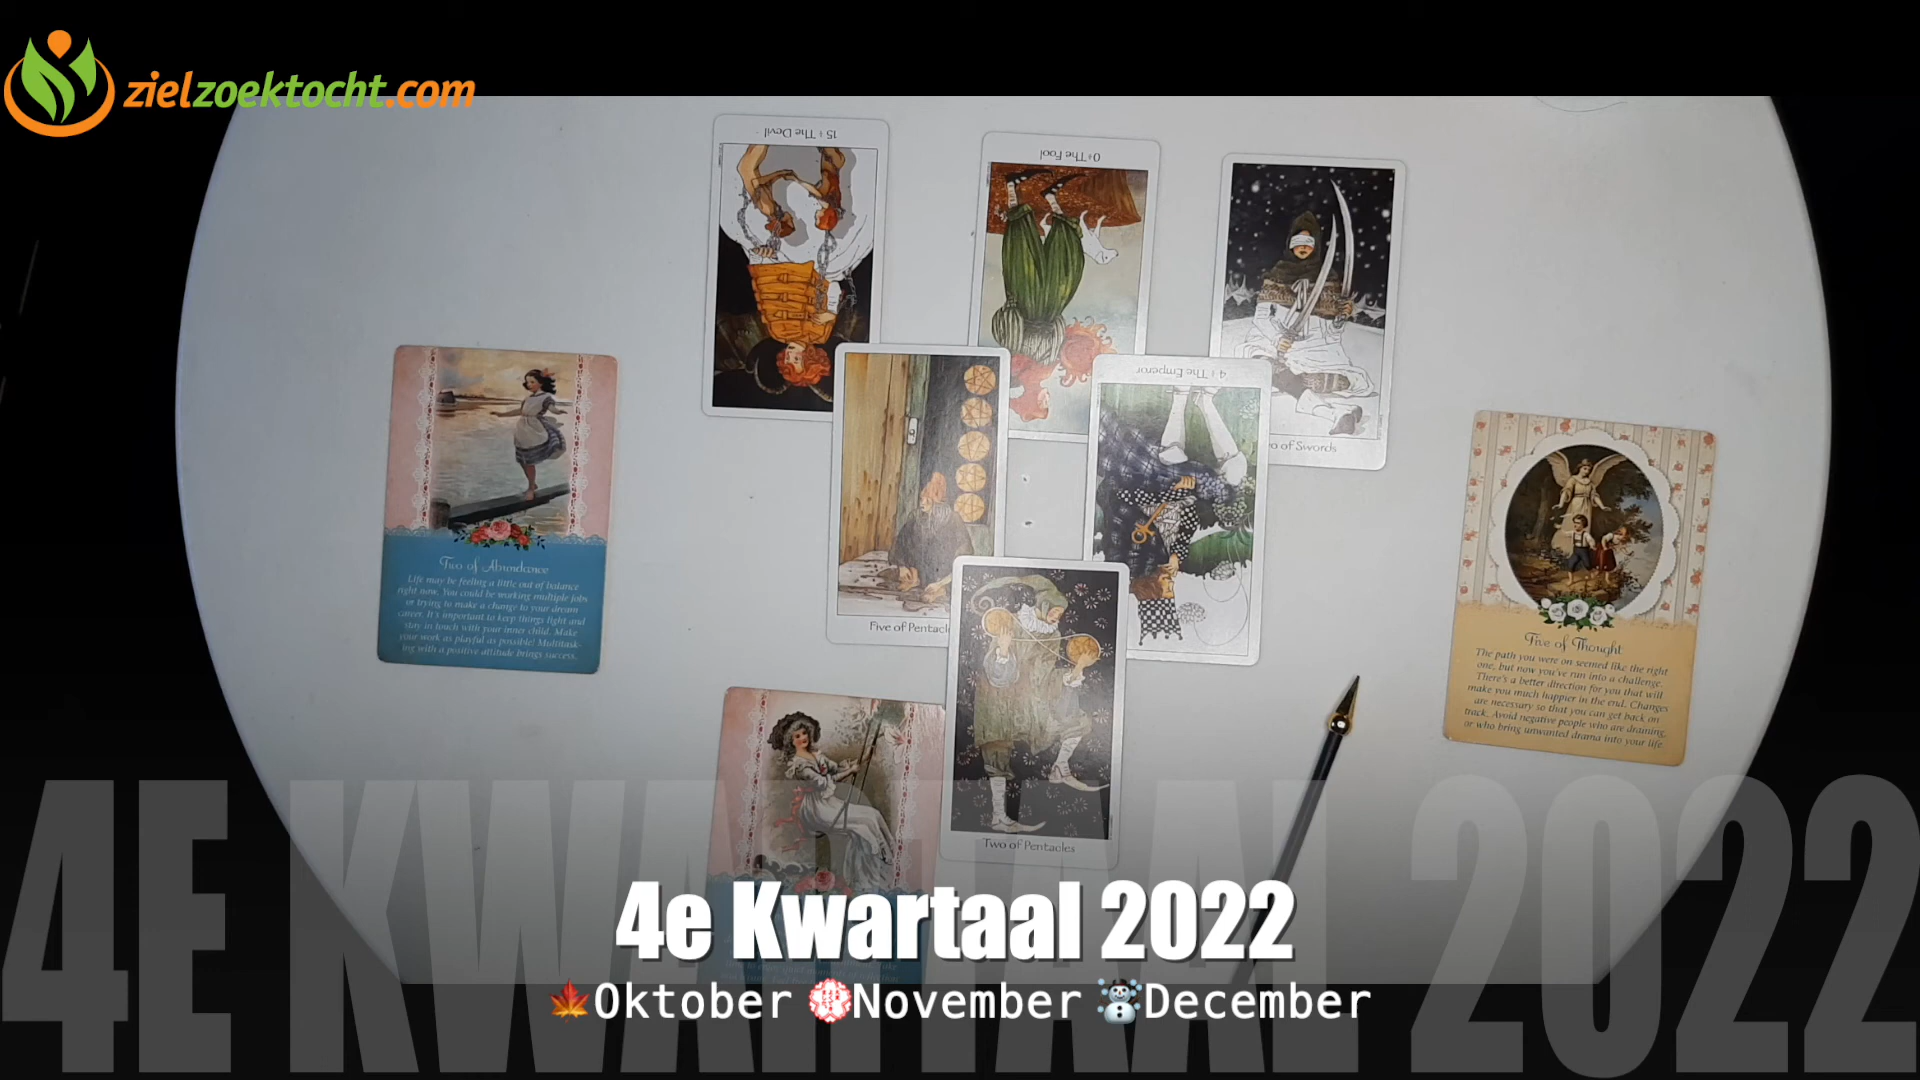 zielzoektocht.com
15 : The Devil
0 : The Fool
4 : The Emperor
of Swords
Two of Abundance
Life may be feeling a little out of balance
right now. You could be working multiple jobs
or trying to make a change to your dream
career. It's important to keep things light and
stay in touch with your inner child. Make
your work as playful as possible! Multitask-
ing with a positive attitude brings success.
Five of Pentacl
Five of Thought
The path you were on seemed like the right
one, but now you've run into a challenge.
There's a better direction for you that will
make you much happier in the end. Changes
are necessary so that you can get back on
track. Avoid negative people who are draining,
or who bring unwanted drama into your life.
Two of Pentacles
4E KWARTAAL 2022
4e Kwartaal 2022
Oktober November December